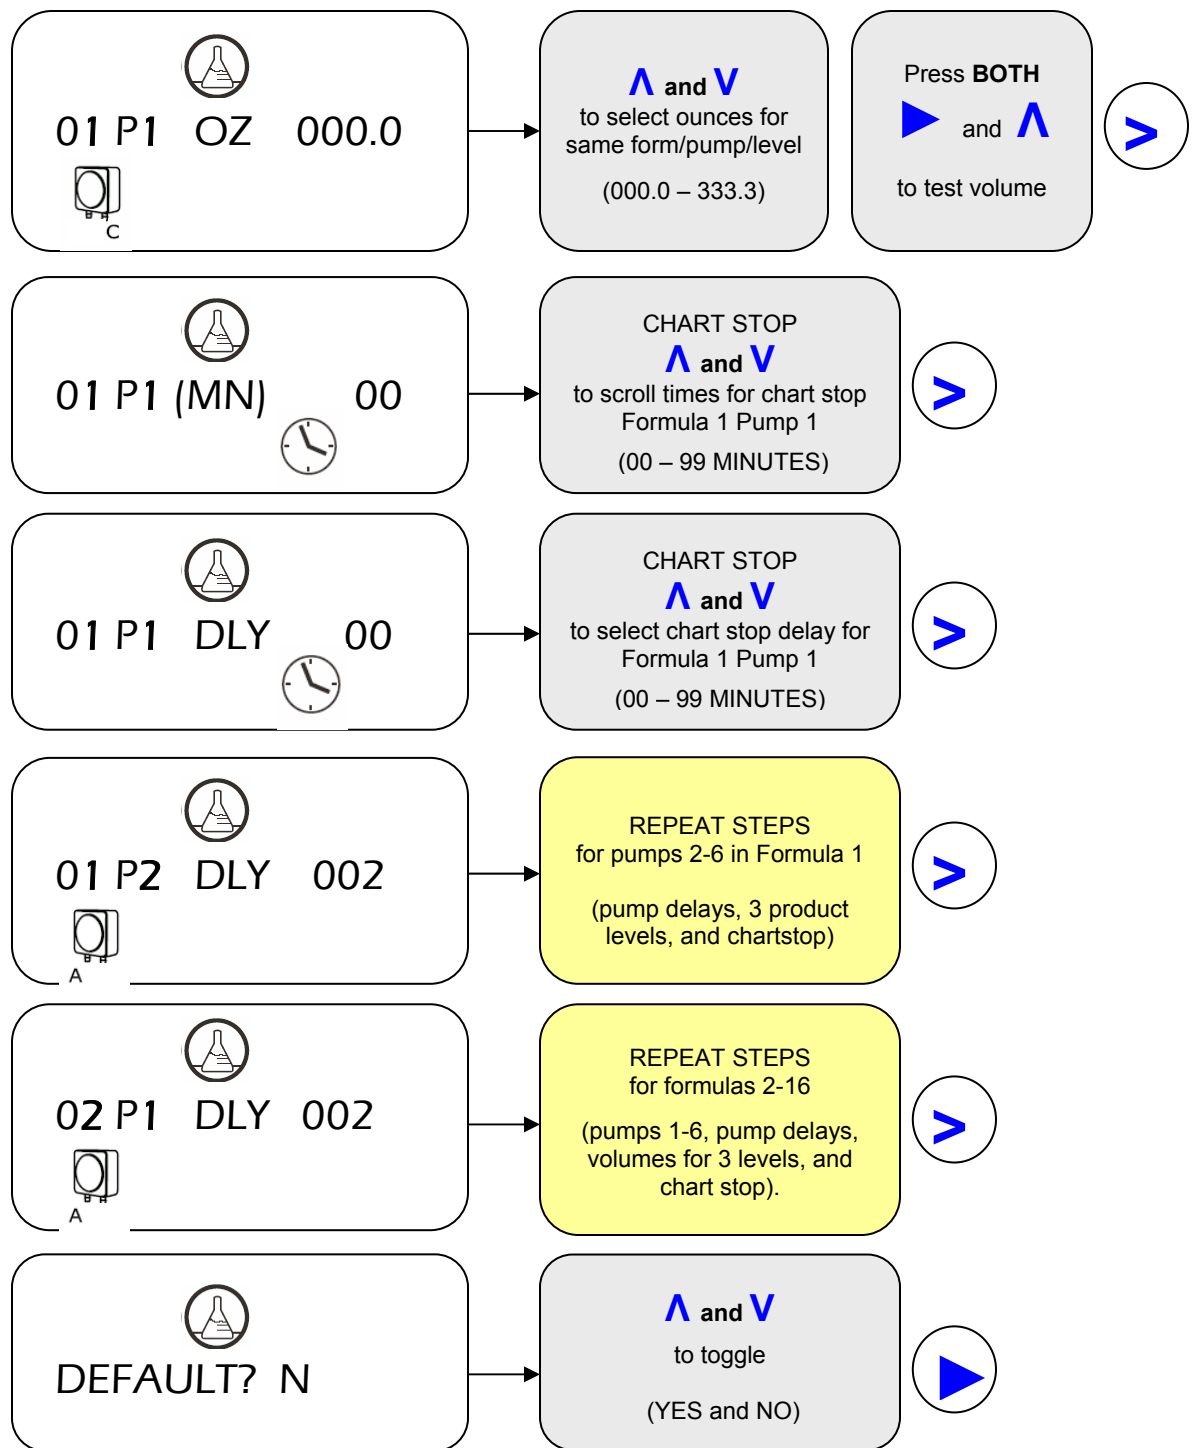 01 P1 OZ 000.0
C
Λ and V
to select ounces for
same form/pump/level
(000.0 – 333.3)
Press BOTH
▶ and Λ
to test volume
>
01 P1 (MN) 00
CHART STOP
Λ and V
to scroll times for chart stop
Formula 1 Pump 1
(00 – 99 MINUTES)
>
01 P1 DLY 00
CHART STOP
Λ and V
to select chart stop delay for
Formula 1 Pump 1
(00 – 99 MINUTES)
>
01 P2 DLY 002
A
REPEAT STEPS
for pumps 2-6 in Formula 1
(pump delays, 3 product
levels, and chartstop)
>
02 P1 DLY 002
A
REPEAT STEPS
for formulas 2-16
(pumps 1-6, pump delays,
volumes for 3 levels, and
chart stop).
>
DEFAULT? N
Λ and V
to toggle
(YES and NO)
▶